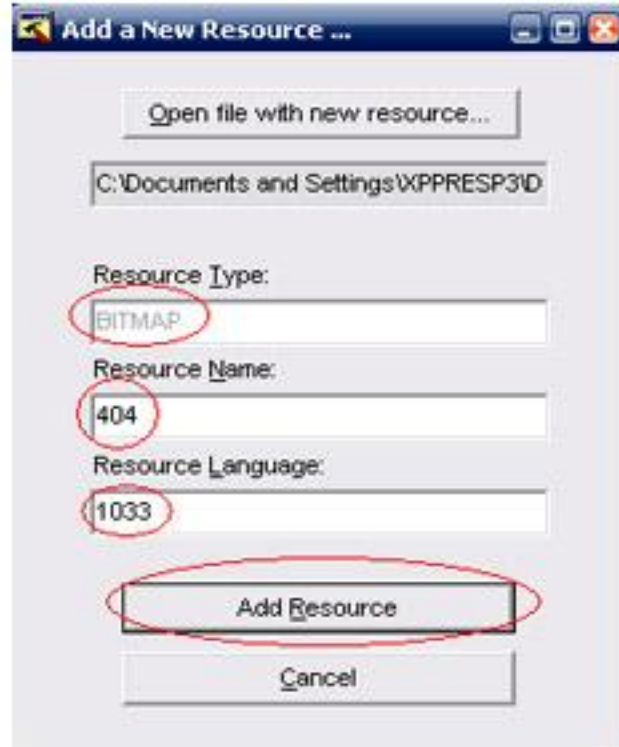 Add a New Resource ...
Open file with new resource...
C:\Documents and Settings\XPPRESP3\D
Resource Type:
BITMAP
Resource Name:
404
Resource Language:
1033
Add Resource
Cancel